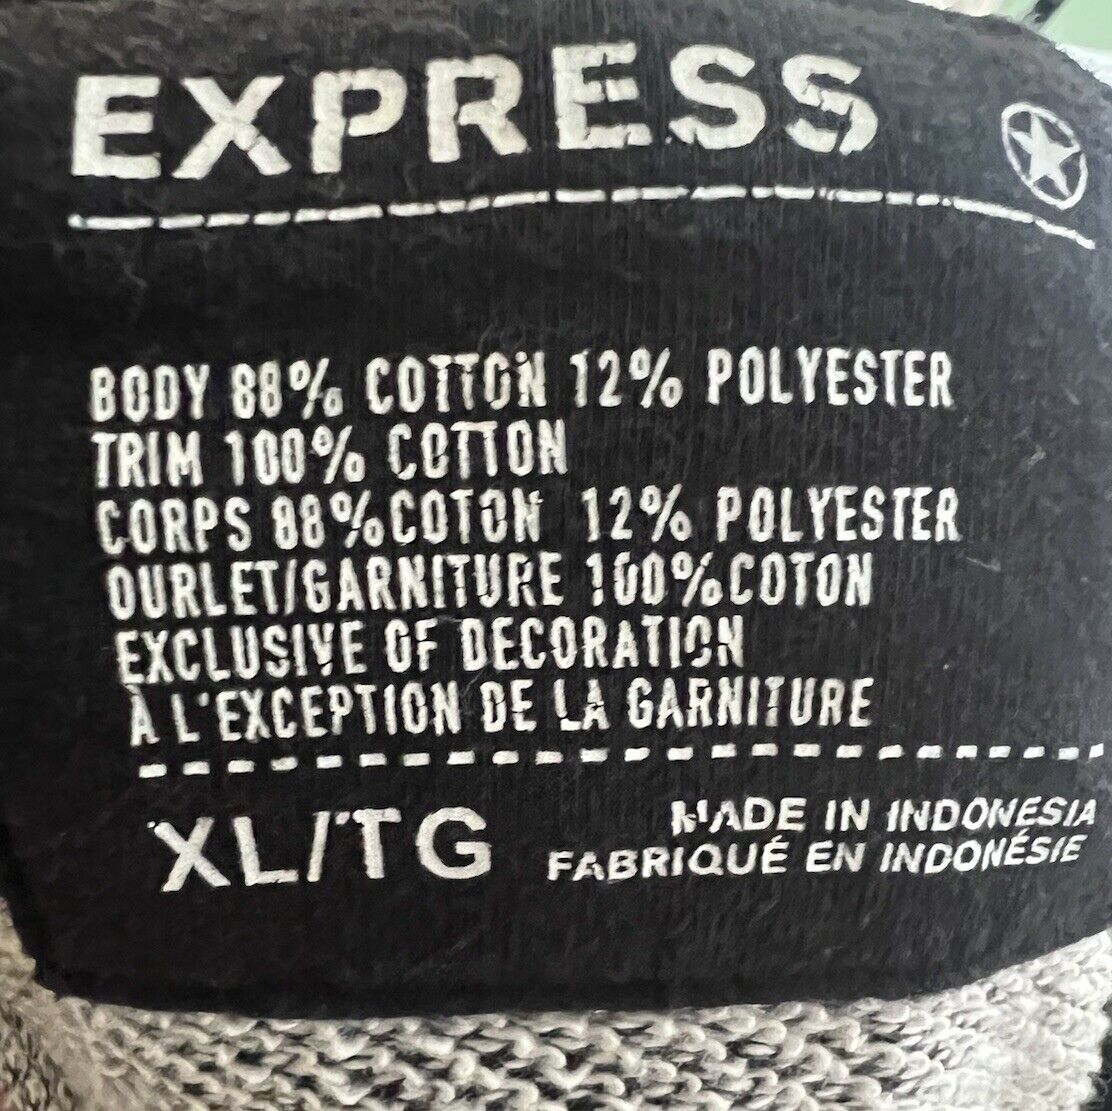 EXPRESS
BODY 88% COTTON 12% POLYESTER
TRIM 100% COTTON
CORPS 88%COTON 12% POLYESTER
OURLET/GARNITURE 100%COTON
EXCLUSIVE OF DECORATION
À L'EXCEPTION DE LA GARNITURE
XL/TG
MADE IN INDONESIA
FABRIQUÉ EN INDONÉSIE